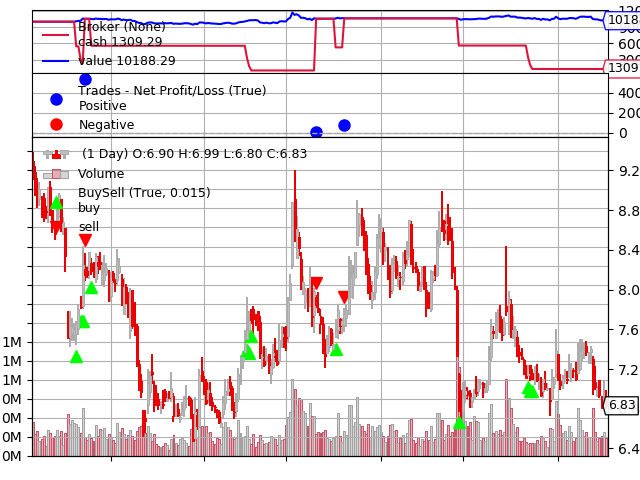 Broker (None)
cash 1309.29
value 10188.29
10188
600
1309
Trades - Net Profit/Loss (True)
Positive
Negative
400
200
0
(1 Day) O:6.90 H:6.99 L:6.80 C:6.83
Volume
BuySell (True, 0.015)
buy
sell
9.2
8.8
8.4
8.0
7.6
7.2
6.83
6.4
1M
1M
1M
0M
0M
0M
0M